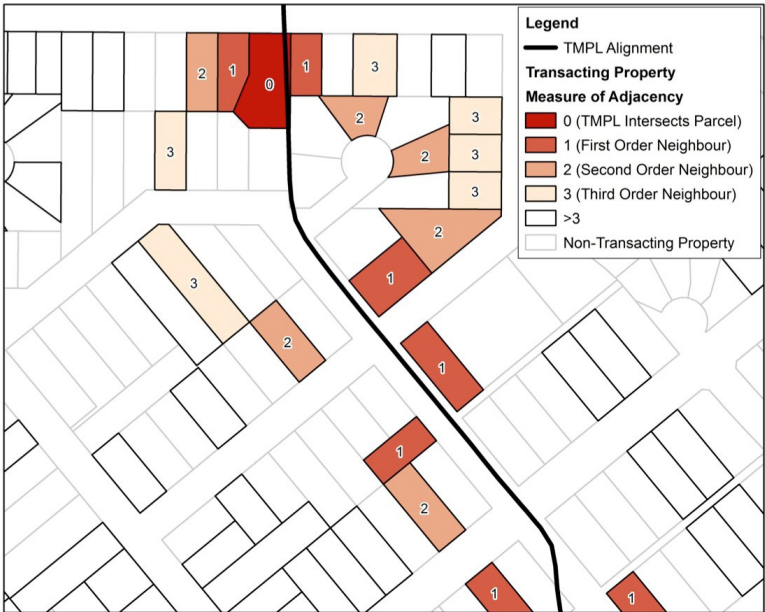 Legend
TMPL Alignment
Transacting Property
Measure of Adjacency
0 (TMPL Intersects Parcel)
1 (First Order Neighbour)
2 (Second Order Neighbour)
3 (Third Order Neighbour)
>3
Non-Transacting Property
2 1 0 1 3
2 3
3 2 3
3
2
1
3
2
1
1
2
1 1